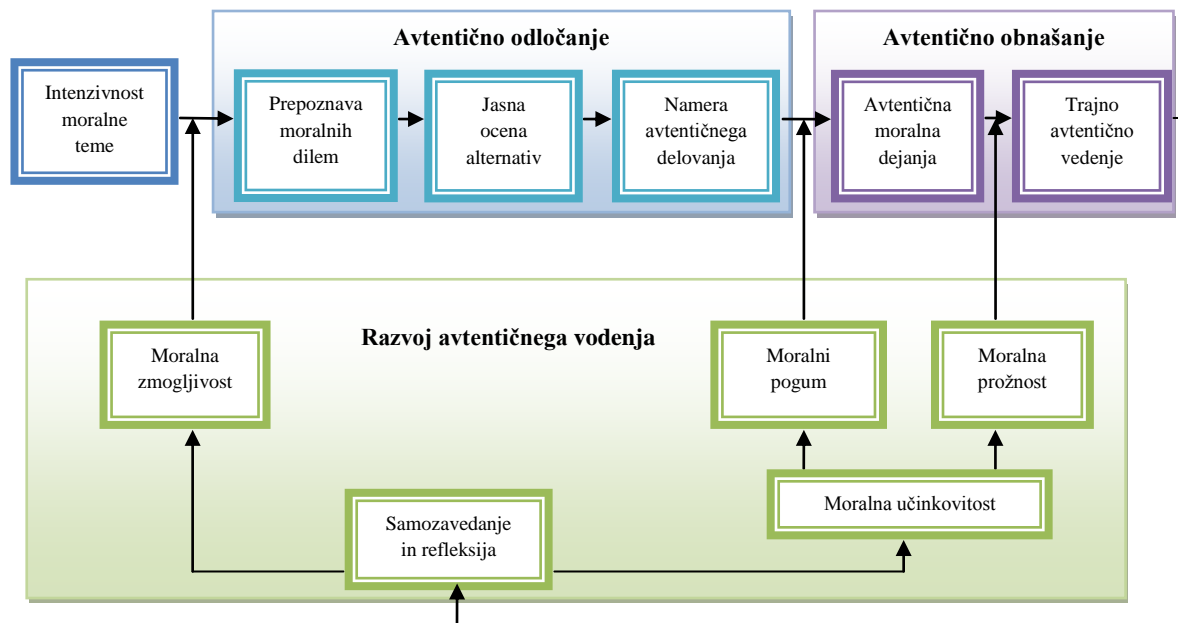 Avtentično odločanje
Avtentično obnašanje
Intenzivnost
moralne
teme
Prepoznava
moralnih
dilem
Jasna
ocena
alternativ
Namera
avtentičnega
delovanja
Avtentična
moralna
dejanja
Trajno
avtentično
vedenje
Razvoj avtentičnega vodenja
Moralna
zmogljivost
Moralni
pogum
Moralna
prožnost
Moralna učinkovitost
Samozavedanje
in refleksija